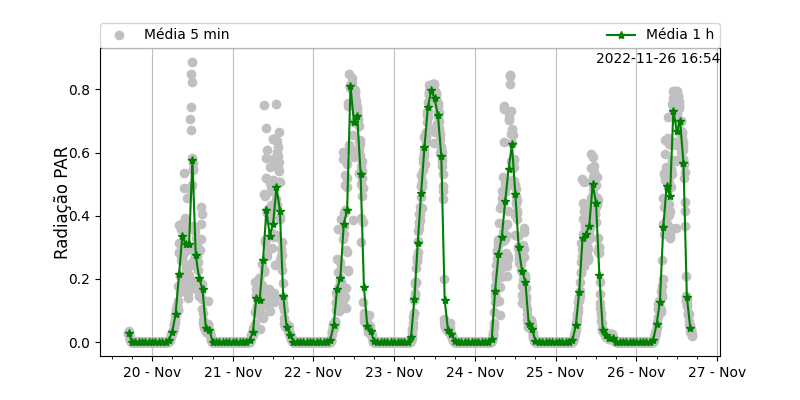 Média 5 min
Média 1 h
2022-11-26 16:54
Radiação PAR
0.8
0.6
0.4
0.2
0.0
20 - Nov
21 - Nov
22 - Nov
23 - Nov
24 - Nov
25 - Nov
26 - Nov
27 - Nov